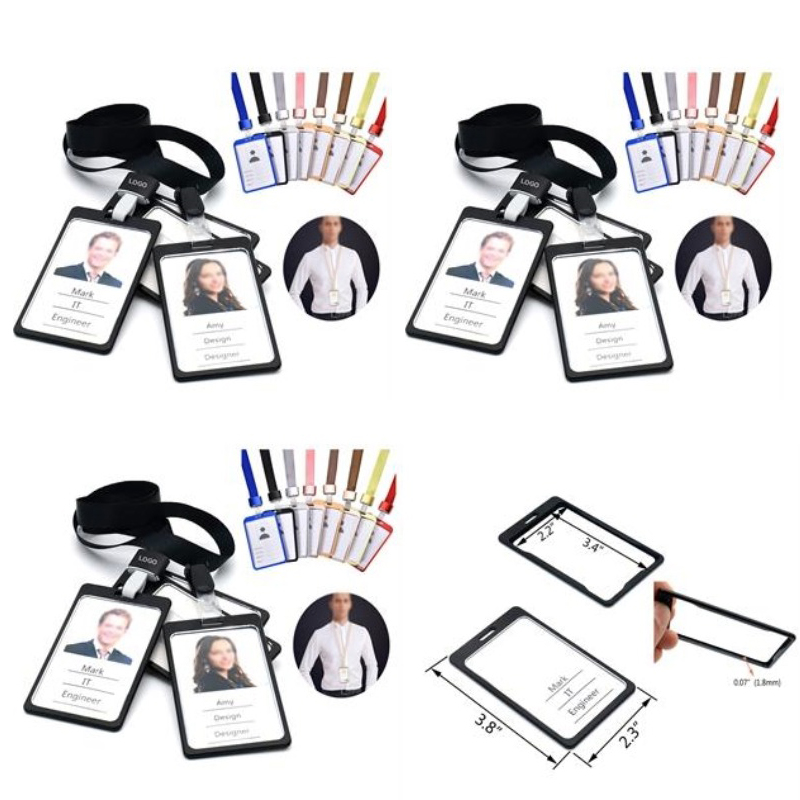 LOGO
Mark
IT
Engineer
Amy
Design
Designer
LOGO
Mark
IT
Engineer
Amy
Design
Designer
LOGO
Mark
IT
Engineer
Amy
Design
Designer
2.2"
3.4"
0.07" (1.8mm)
Mark
IT
Engineer
3.8"
2.3"